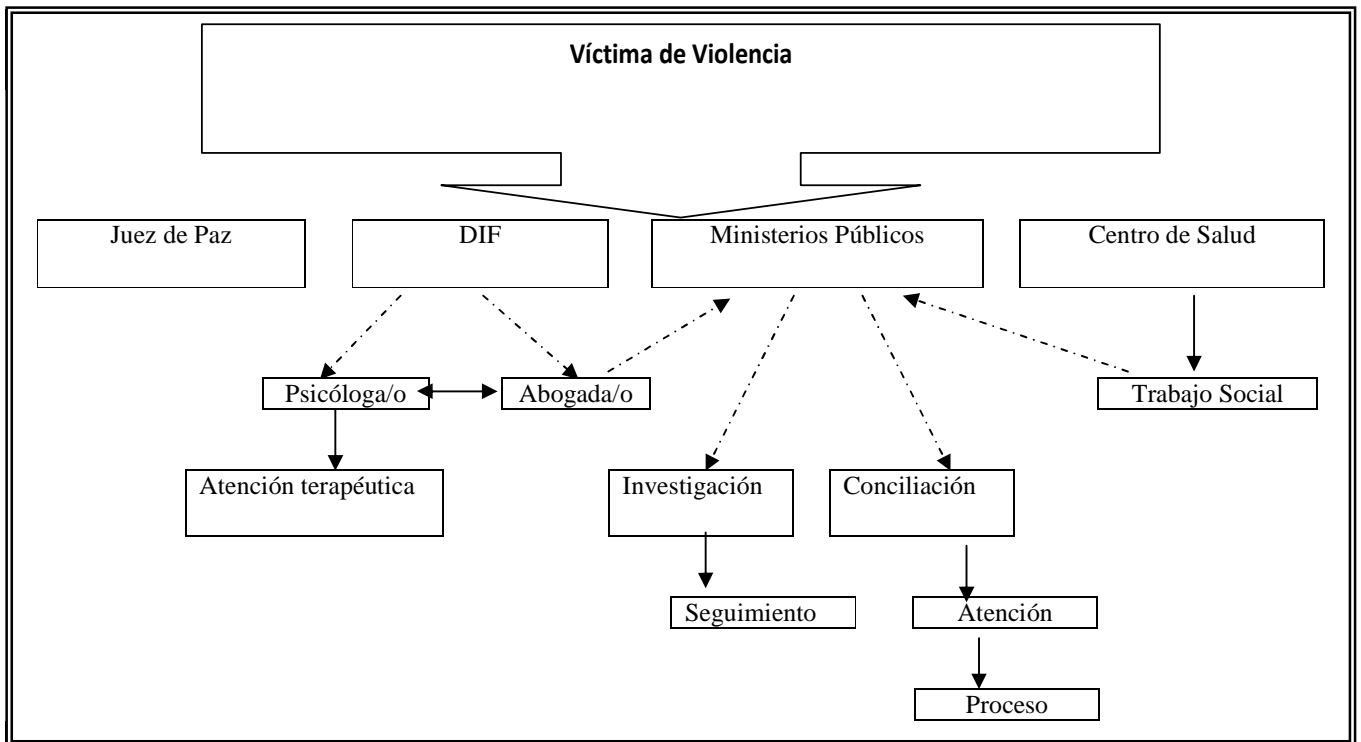 Víctima de Violencia
Juez de Paz
DIF
Ministerios Públicos
Centro de Salud
Psicóloga/o
Abogada/o
Trabajo Social
Atención terapéutica
Investigación
Conciliación
Seguimiento
Atención
Proceso